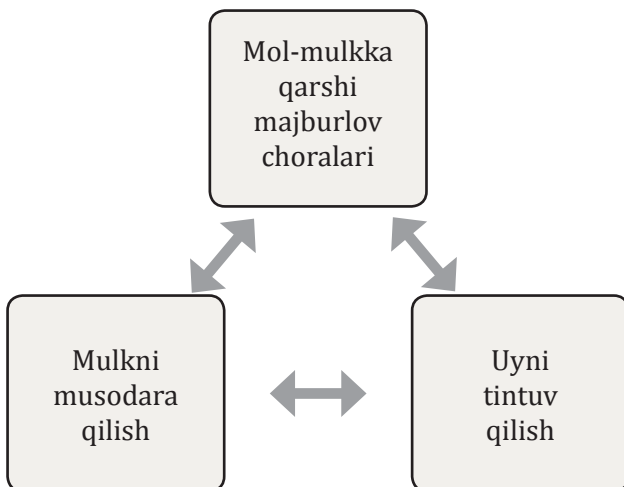 Mol-mulkka
qarshi
majburlov
choralari
Mulkni
musodara
qilish
Uyni
tintuv
qilish